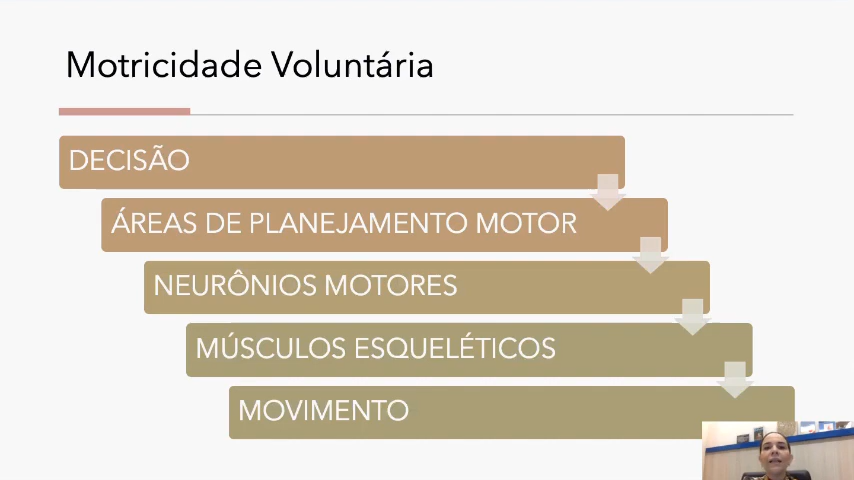 Motricidade Voluntária
DECISÃO
ÁREAS DE PLANEJAMENTO MOTOR
NEURÔNIOS MOTORES
MÚSCULOS ESQUELÉTICOS
MOVIMENTO